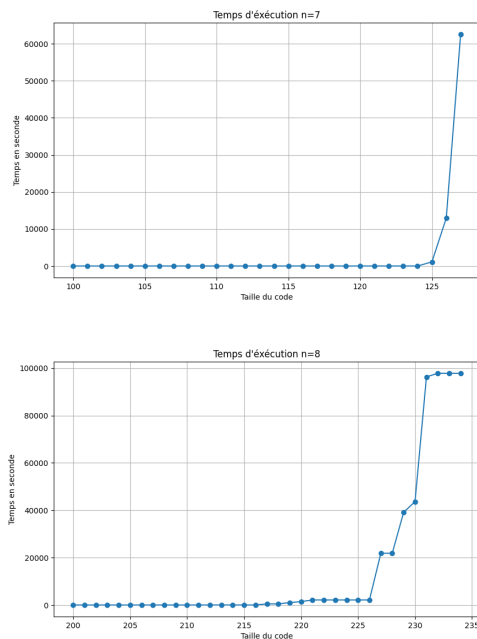 Temps d'éxécution n=7
60000
50000
40000
30000
20000
10000
0
Temps en seconde
100 105 110 115 120 125
Taille du code
Temps d'éxécution n=8
100000
80000
60000
40000
20000
0
Temps en seconde
200 205 210 215 220 225 230 235
Taille du code